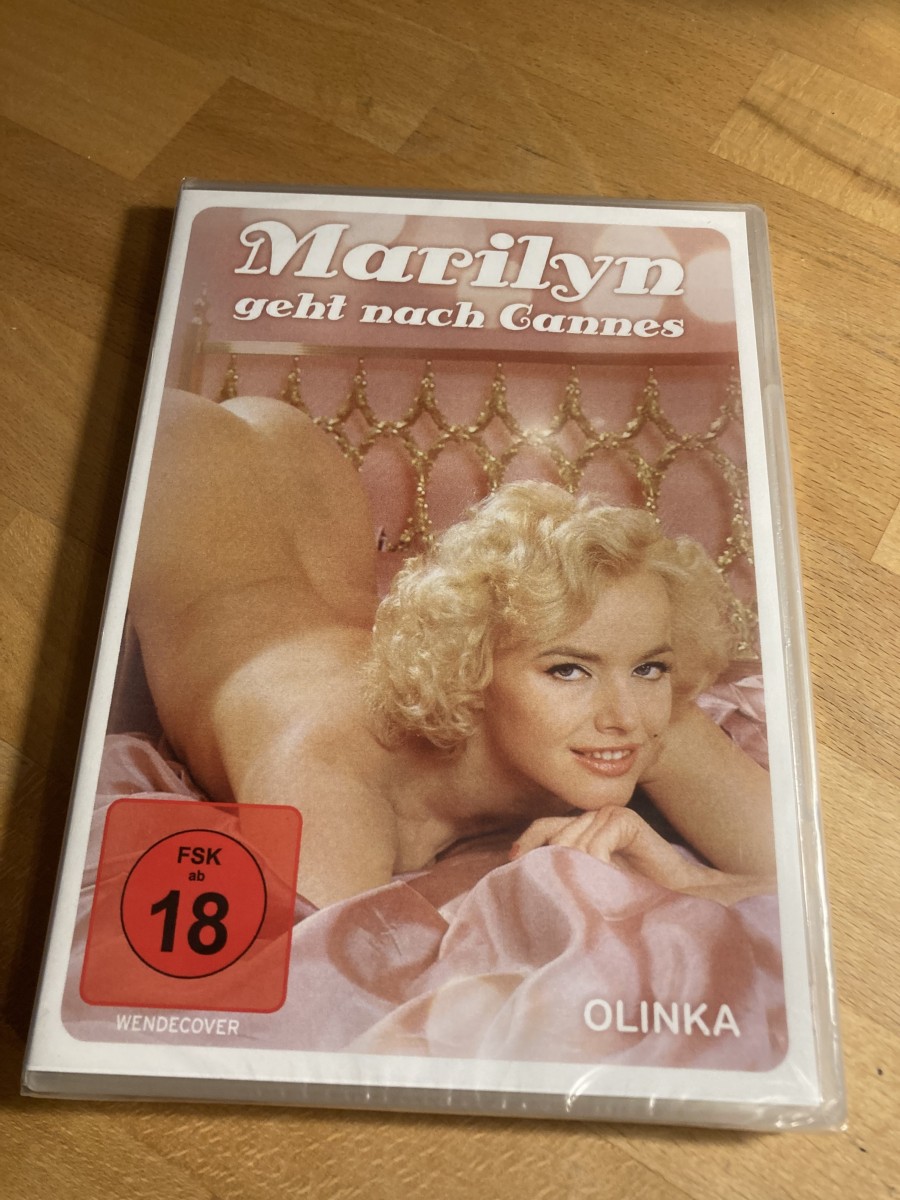 Marilyn
geht nach Cannes
FSK
ab
18
WENDECOVER
OLINKA